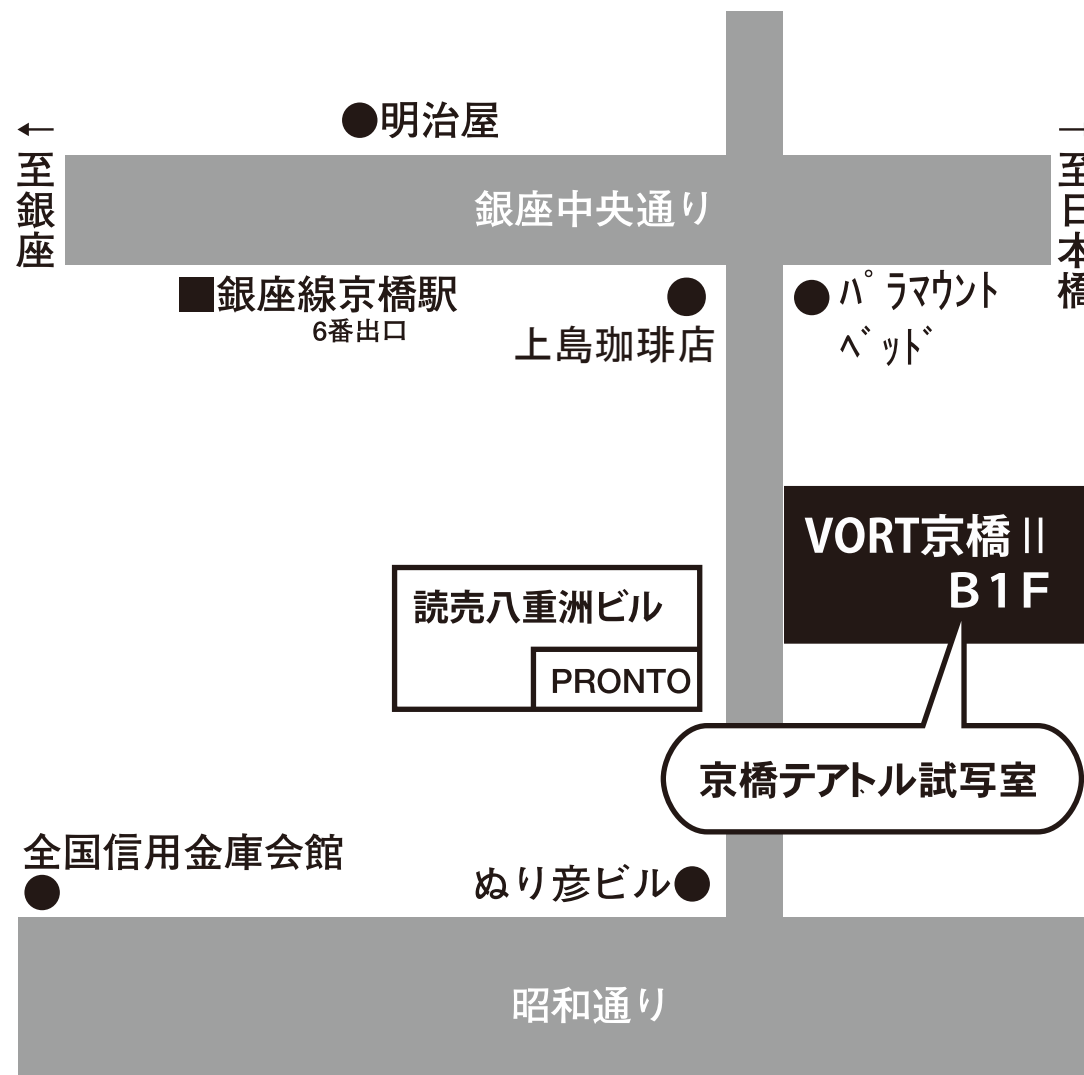 明治屋
←至銀座
至日本橋
銀座中央通り
銀座線京橋駅
6番出口
上島珈琲店
パラマウント
ベッド
VORT京橋Ⅱ
B1F
読売八重洲ビル
PRONTO
京橋テアトル試写室
全国信用金庫会館
ぬり彦ビル
昭和通り